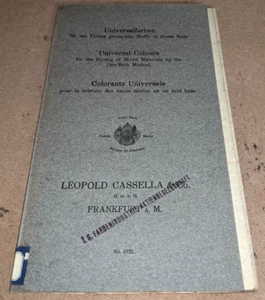 Universalfarben
für das Färben gemischter Stoffe in einem Bade
Universal Colours
for the Dyeing of Mixed Materials by the
One-Bath Method.
Colorants Universels
pour la teinture des tissus mixtes en un seul bain.
LEOPOLD CASSELLA & Co.
G. m. b. H.
FRANKFURT A. M.
I. G. FARBENINDUSTRIE AKTIENGESELLSCHAFT
No. 3721.